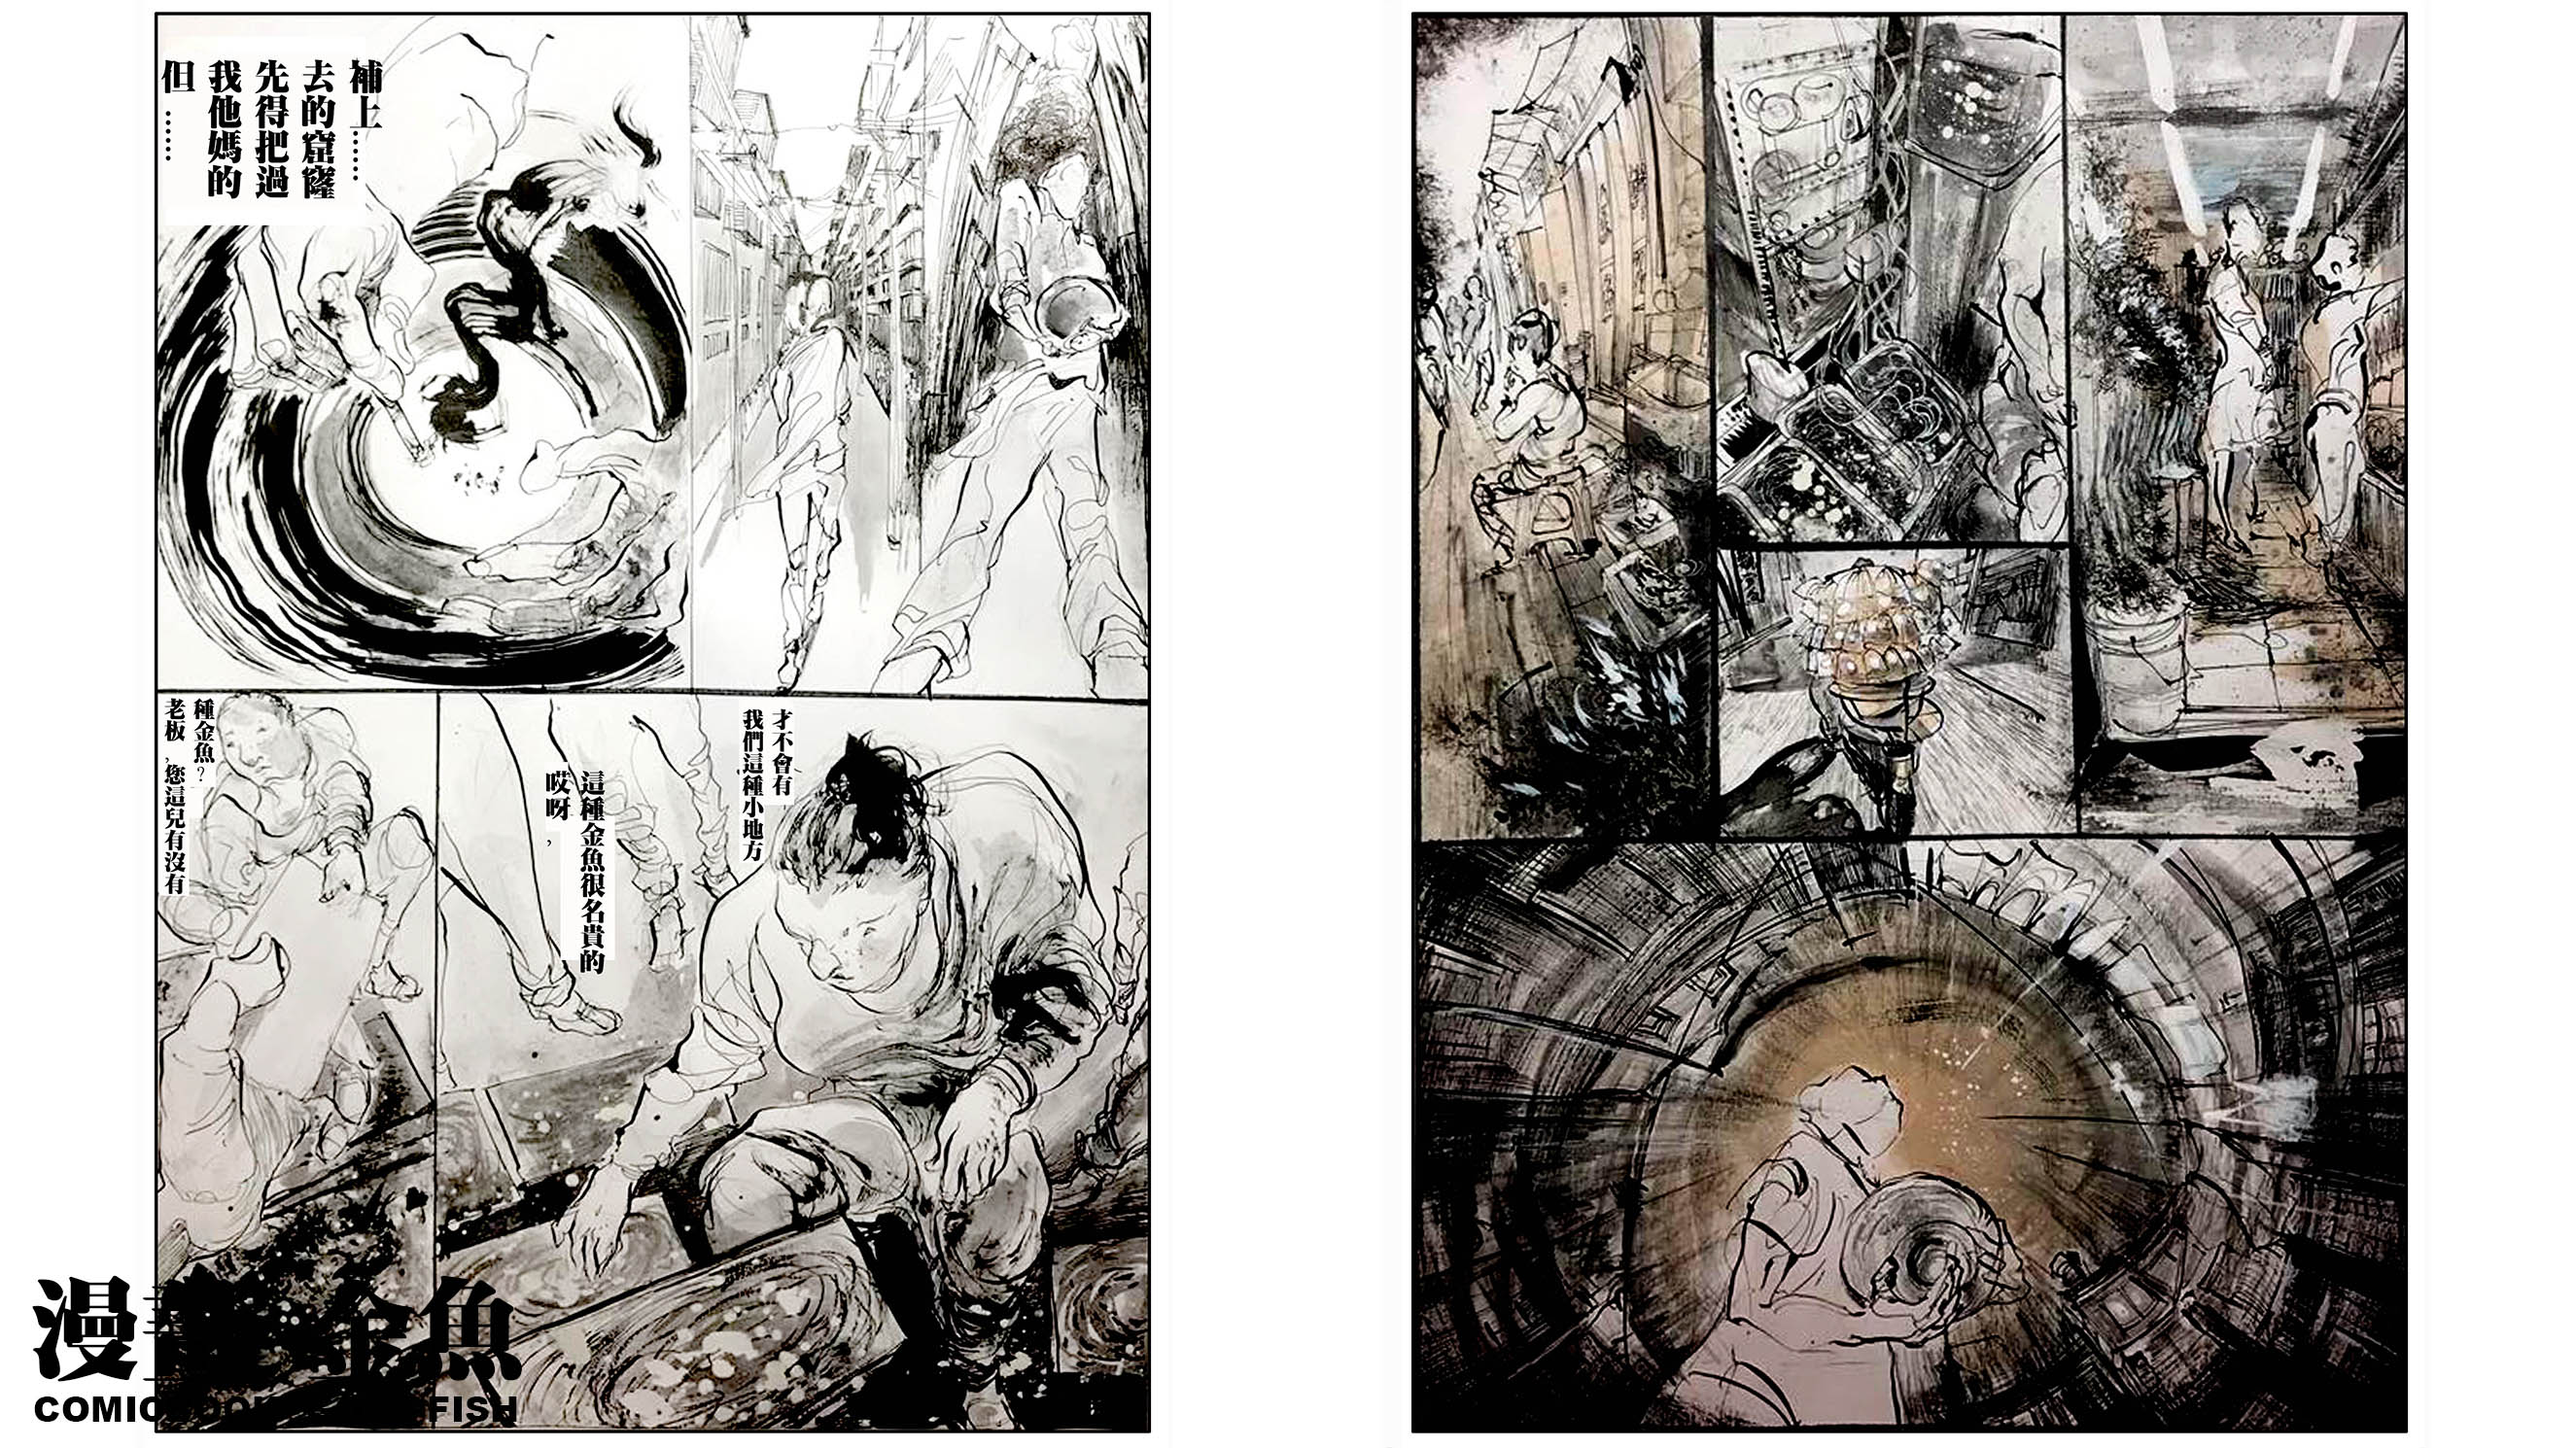 但……
我他媽的
先得把過
去的窟窿
補上……
老板，您這兒有沒有
種金魚？
哎呀，
這種金魚很名貴的
我們這種小地方
才不會有
漫 金魚
COMIC FISH